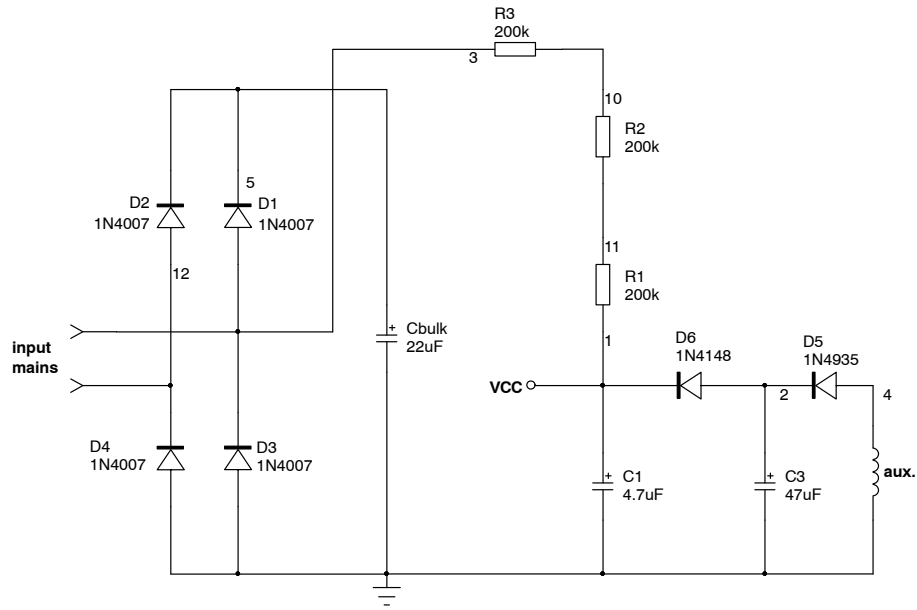 R3
200k
3
10
R2
200k
5
D2
1N4007
D1
1N4007
11
12
R1
200k
input
mains
Cbulk
22uF
+
1
D6
1N4148
D5
1N4935
VCC
2
4
D4
1N4007
D3
1N4007
+
C1
4.7uF
+
C3
47uF
aux.